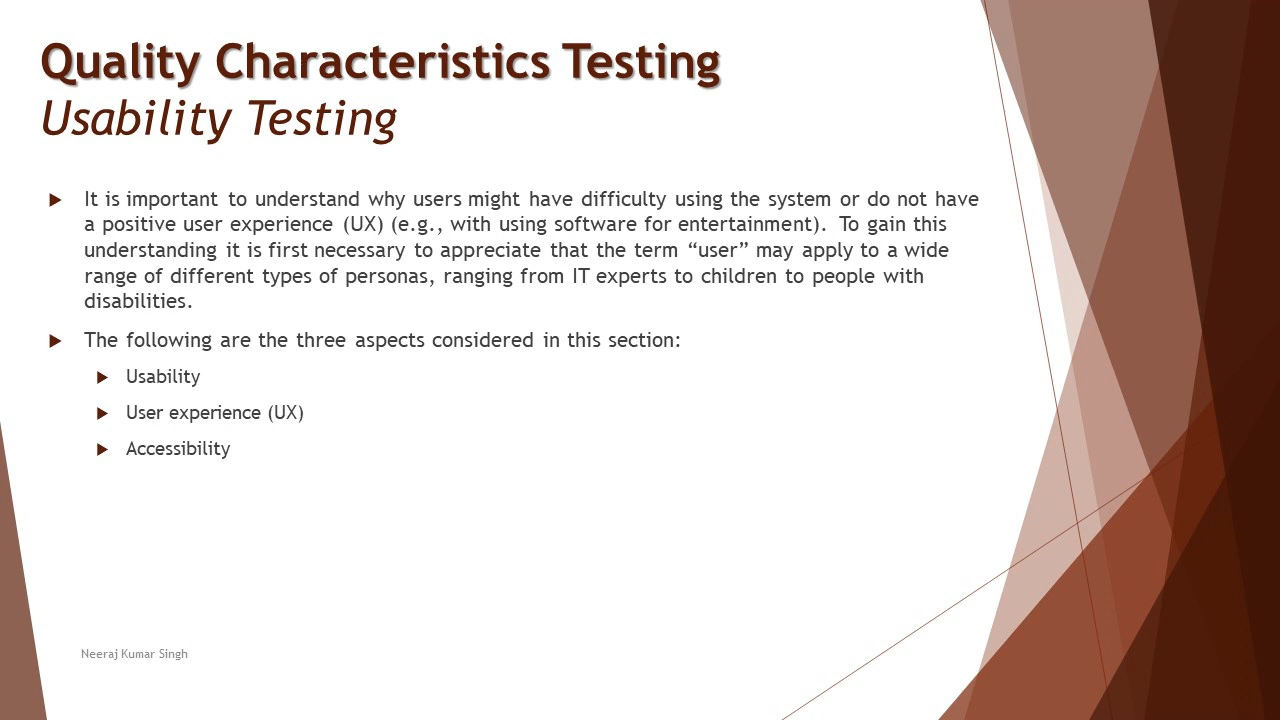 Quality Characteristics Testing
Usability Testing
It is important to understand why users might have difficulty using the system or do not have
a positive user experience (UX) (e.g., with using software for entertainment). To gain this
understanding it is first necessary to appreciate that the term “user” may apply to a wide
range of different types of personas, ranging from IT experts to children to people with
disabilities.
The following are the three aspects considered in this section:
Usability
User experience (UX)
Accessibility
Neeraj Kumar Singh